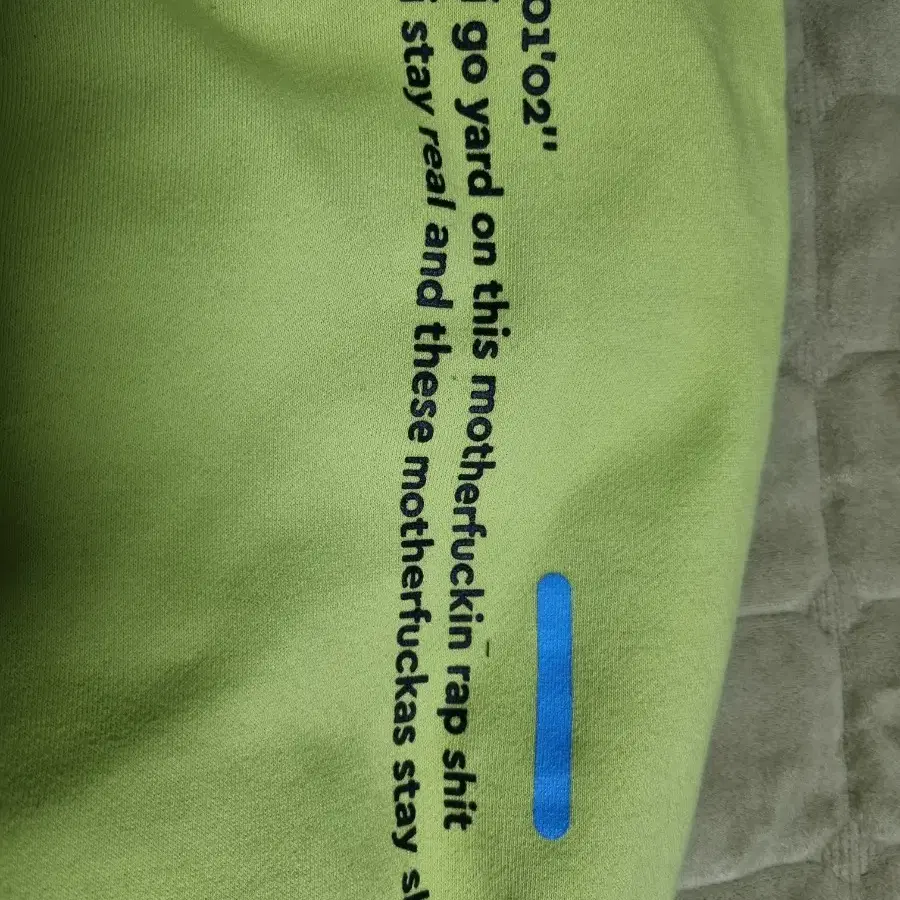 01'02"
i go yard on this motherfuckin rap shit
i stay real and these motherfuckas stay